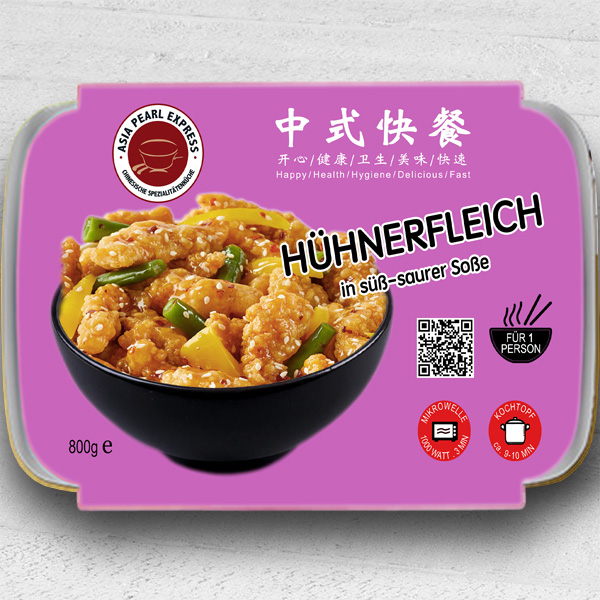 ASIA PEARL EXPRESS
CHINESISCHE SPEZIALITÄTENKÜCHE
中式快餐
开心/健康/卫生/美味/快速
Happy/Health/Hygiene/Delicious/Fast
HÜHNERFLEICH
in süß-saurer Soße
FÜR 1
PERSON
MIKROWELLE
1000 WATT . 3 MIN
KOCHTOPF
ca. 9-10 MIN
800g e